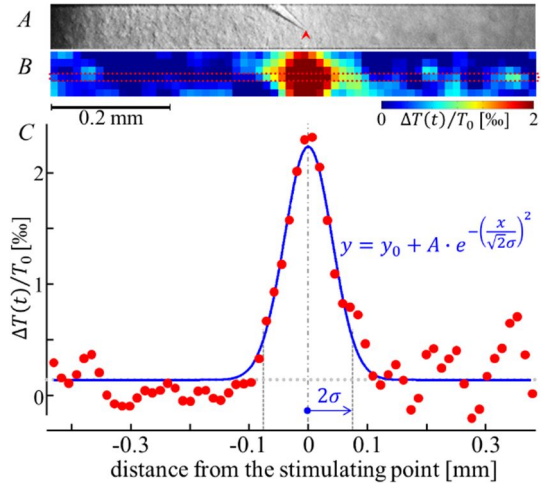 A
B
0.2 mm
0 ΔT(t)/T₀ [‰] 2
C
ΔT(t)/T₀ [‰]
2
1
0
y = y₀ + A · e^{-(x/(√2σ))^2}
2σ
-0.3 -0.1 0 0.1 0.3
distance from the stimulating point [mm]